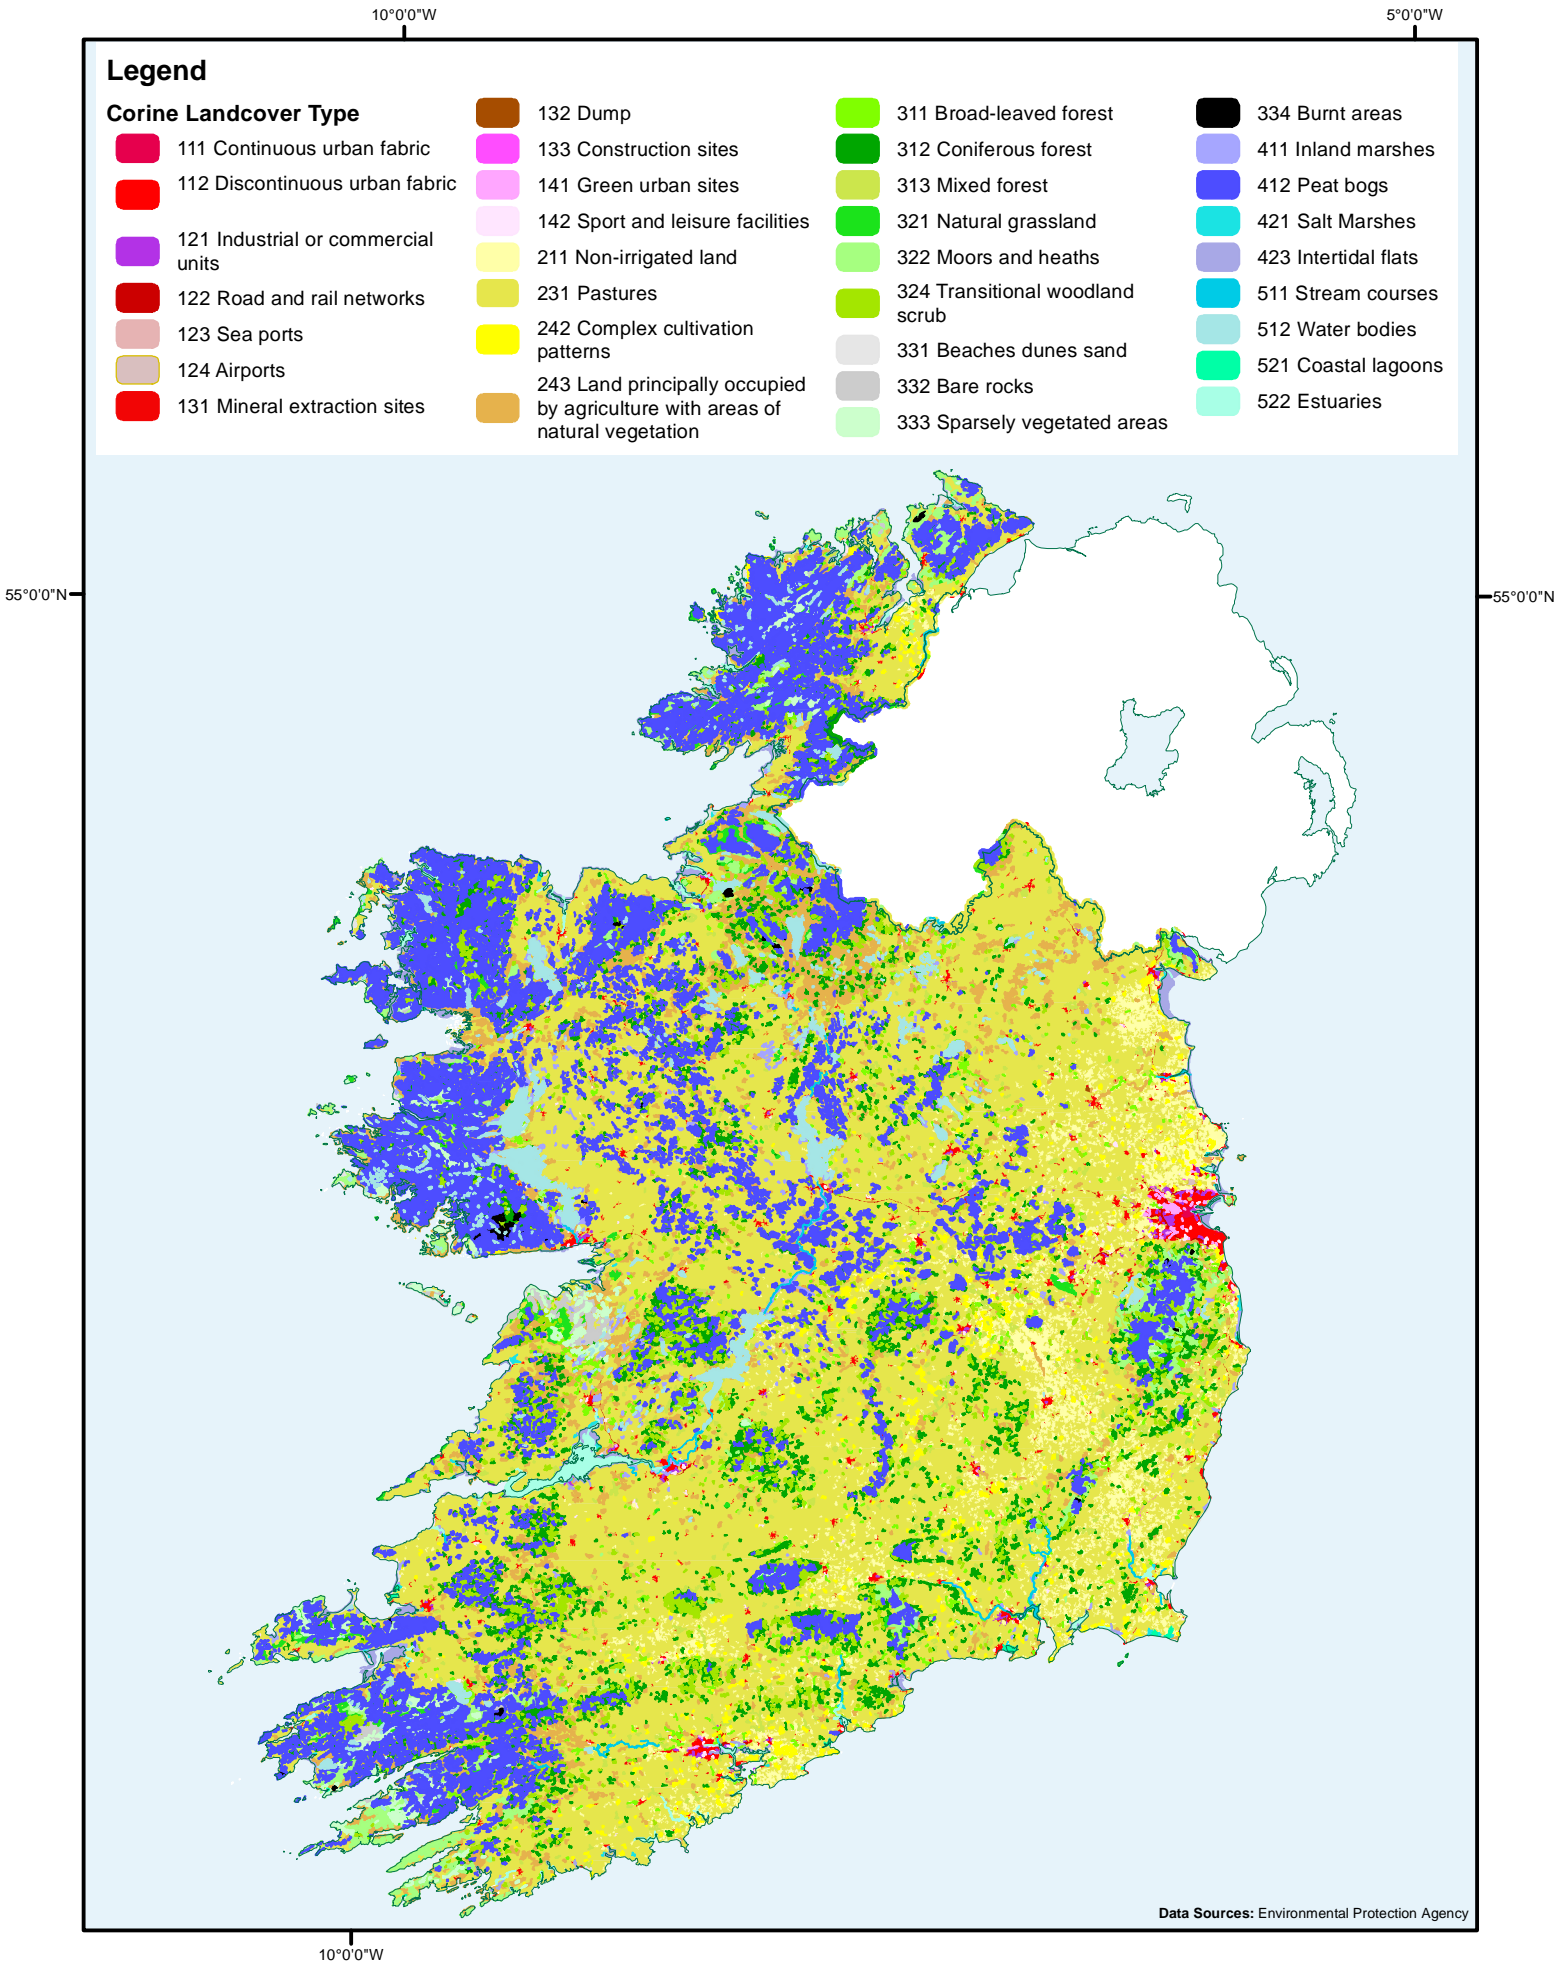 10°0'0"W
5°0'0"W
Legend
Corine Landcover Type
111 Continuous urban fabric
112 Discontinuous urban fabric
121 Industrial or commercial
units
122 Road and rail networks
123 Sea ports
124 Airports
131 Mineral extraction sites
132 Dump
133 Construction sites
141 Green urban sites
142 Sport and leisure facilities
211 Non-irrigated land
231 Pastures
242 Complex cultivation
patterns
243 Land principally occupied
by agriculture with areas of
natural vegetation
311 Broad-leaved forest
312 Coniferous forest
313 Mixed forest
321 Natural grassland
322 Moors and heaths
324 Transitional woodland
scrub
331 Beaches dunes sand
332 Bare rocks
333 Sparsely vegetated areas
334 Burnt areas
411 Inland marshes
412 Peat bogs
421 Salt Marshes
423 Intertidal flats
511 Stream courses
512 Water bodies
521 Coastal lagoons
522 Estuaries
55°0'0"N
55°0'0"N
Data Sources: Environmental Protection Agency
10°0'0"W